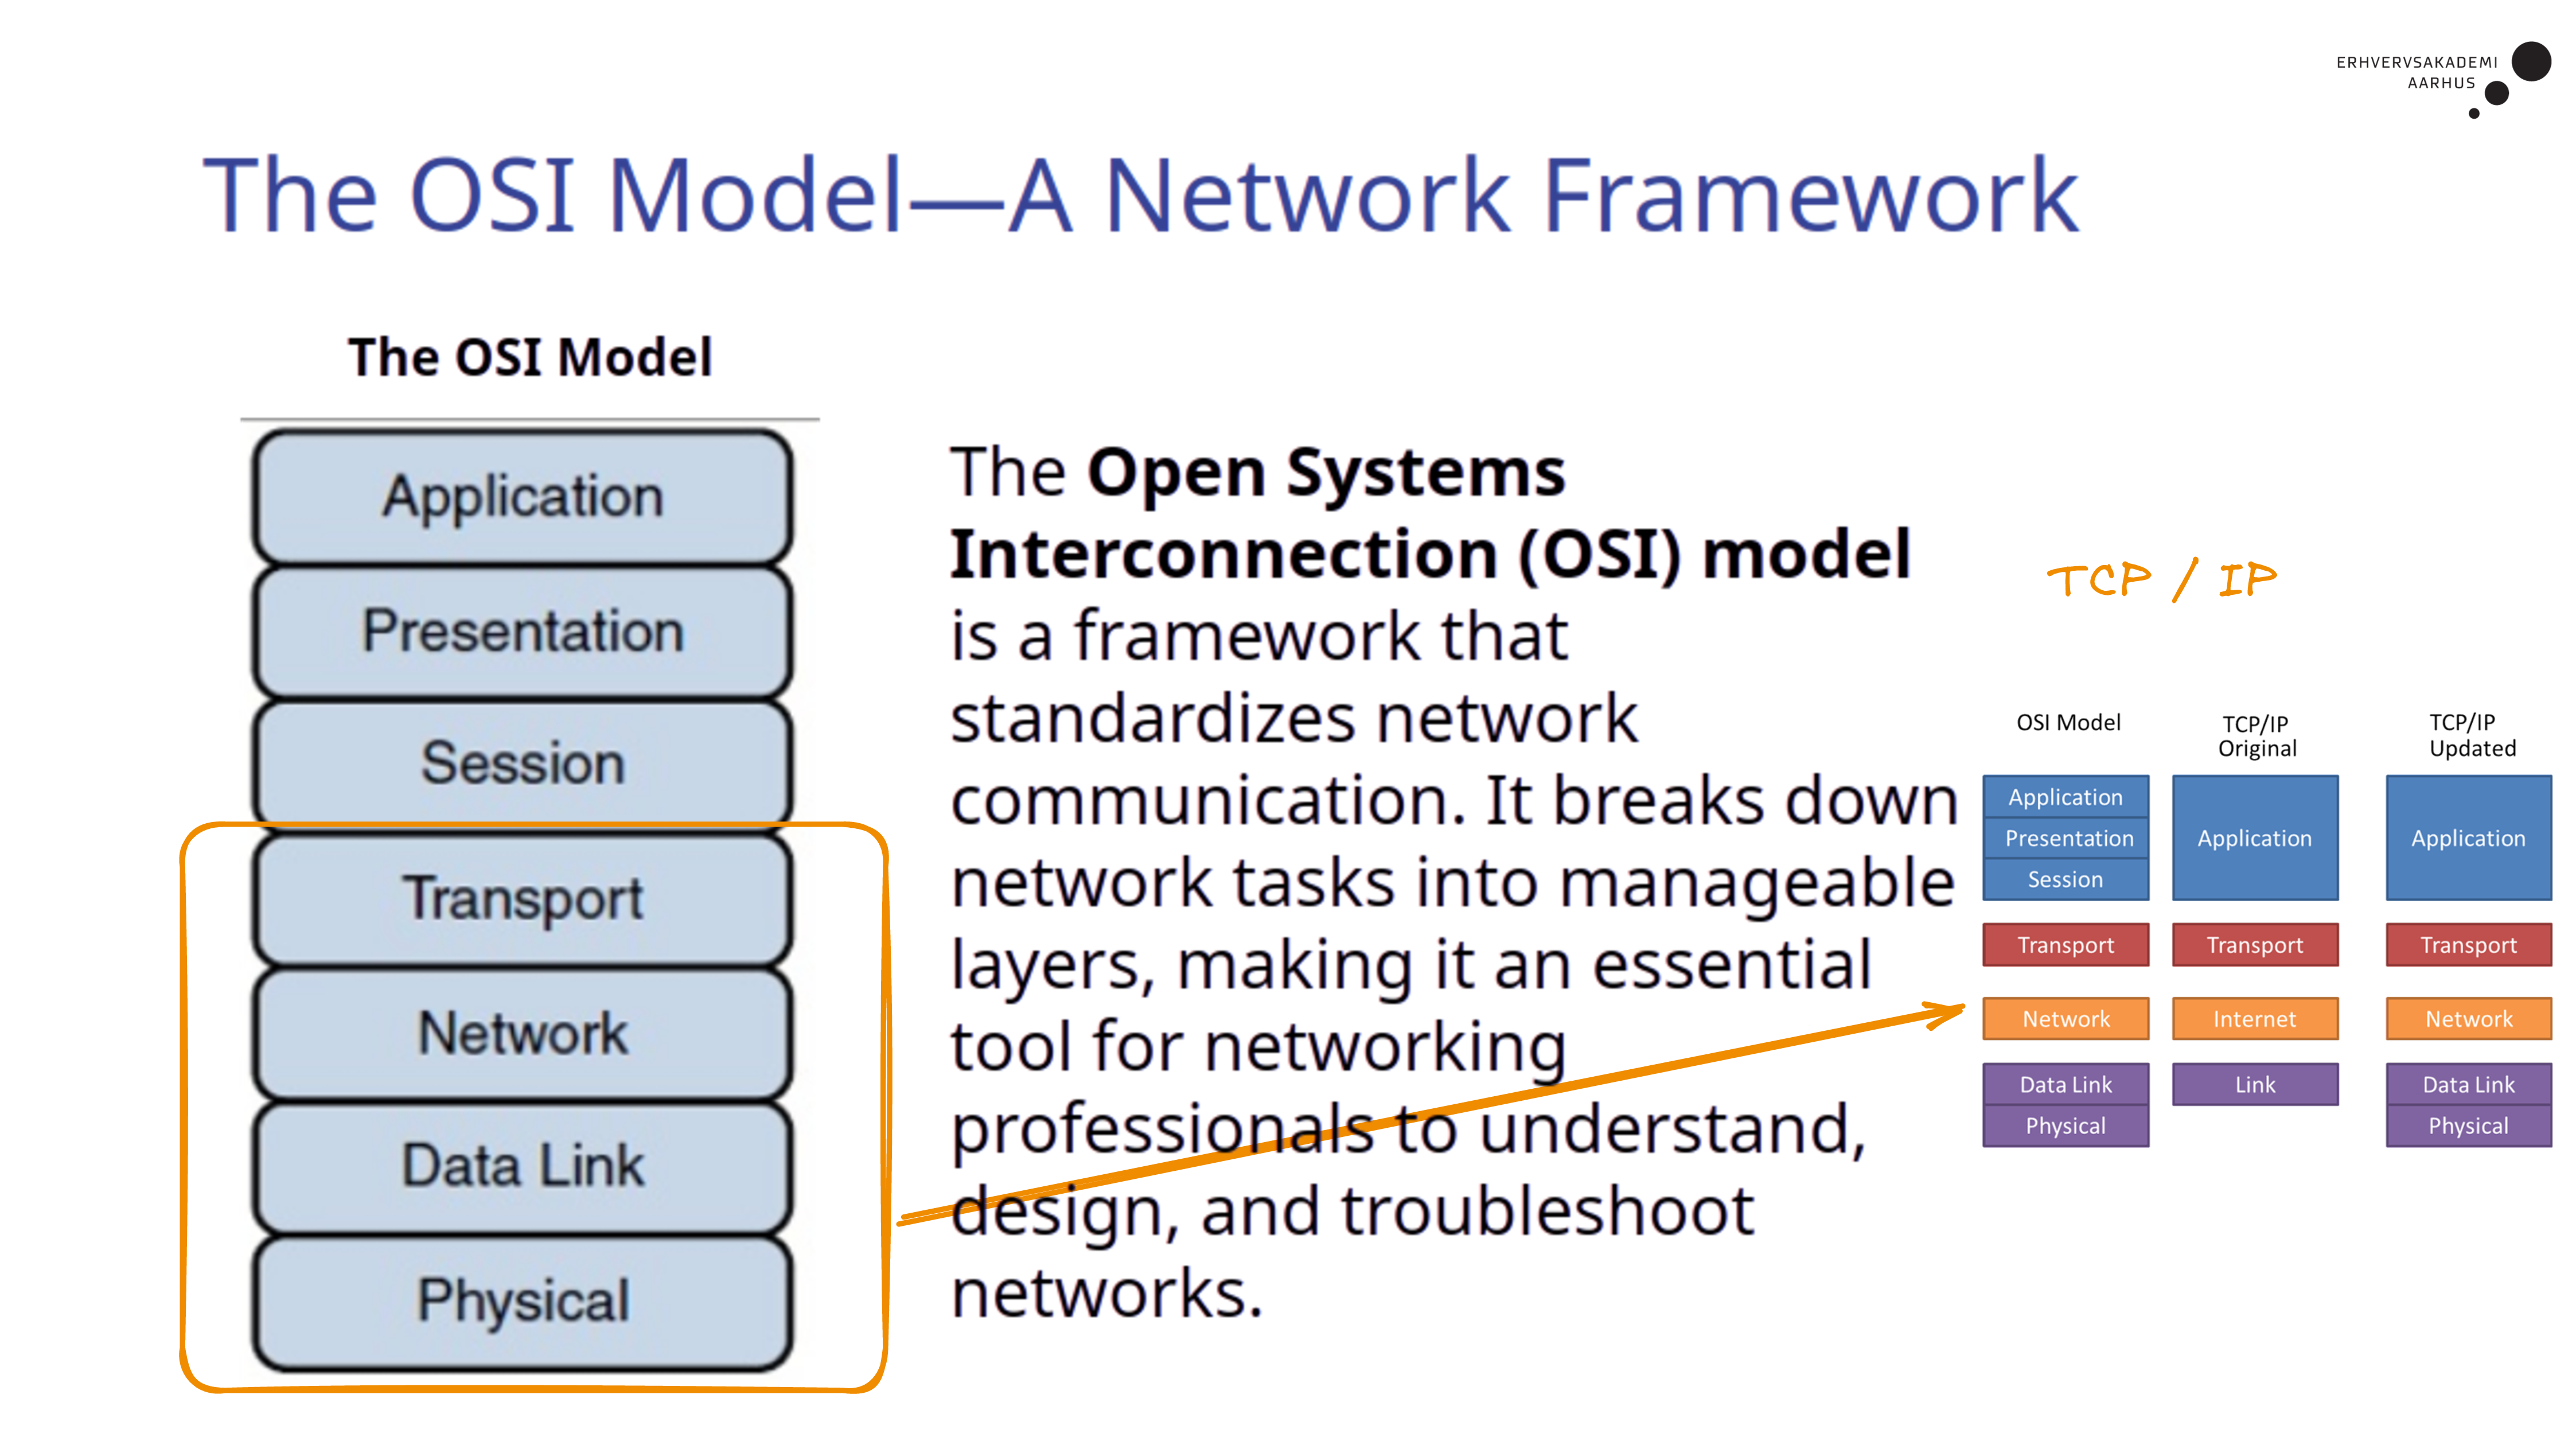 ERHVERVSAKADEMI
AARHUS
The OSI Model—A Network Framework
The OSI Model
Application
Presentation
Session
Transport
Network
Data Link
Physical
The Open Systems
Interconnection (OSI) model
is a framework that
standardizes network
communication. It breaks down
network tasks into manageable
layers, making it an essential
tool for networking
professionals to understand,
design, and troubleshoot
networks.
TCP / IP
OSI Model
Application
Presentation
Session
Transport
Network
Data Link
Physical
TCP/IP
Original
Application
Transport
Internet
Link
TCP/IP
Updated
Application
Transport
Network
Data Link
Physical